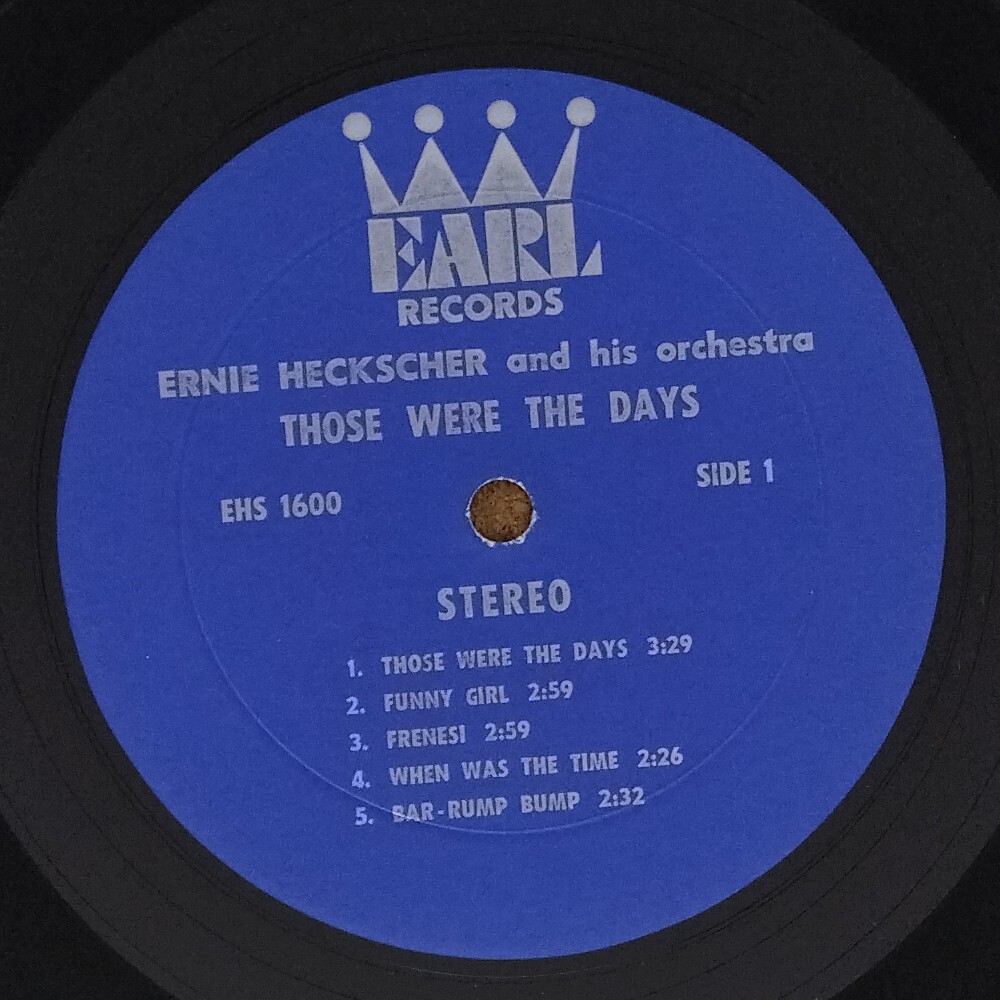 EARL
RECORDS
ERNIE HECKSCHER and his orchestra
THOSE WERE THE DAYS
EHS 1600
SIDE 1
STEREO
1. THOSE WERE THE DAYS 3:29
2. FUNNY GIRL 2:59
3. FRENESI 2:59
4. WHEN WAS THE TIME 2:26
5. BAR-RUMP BUMP 2:32